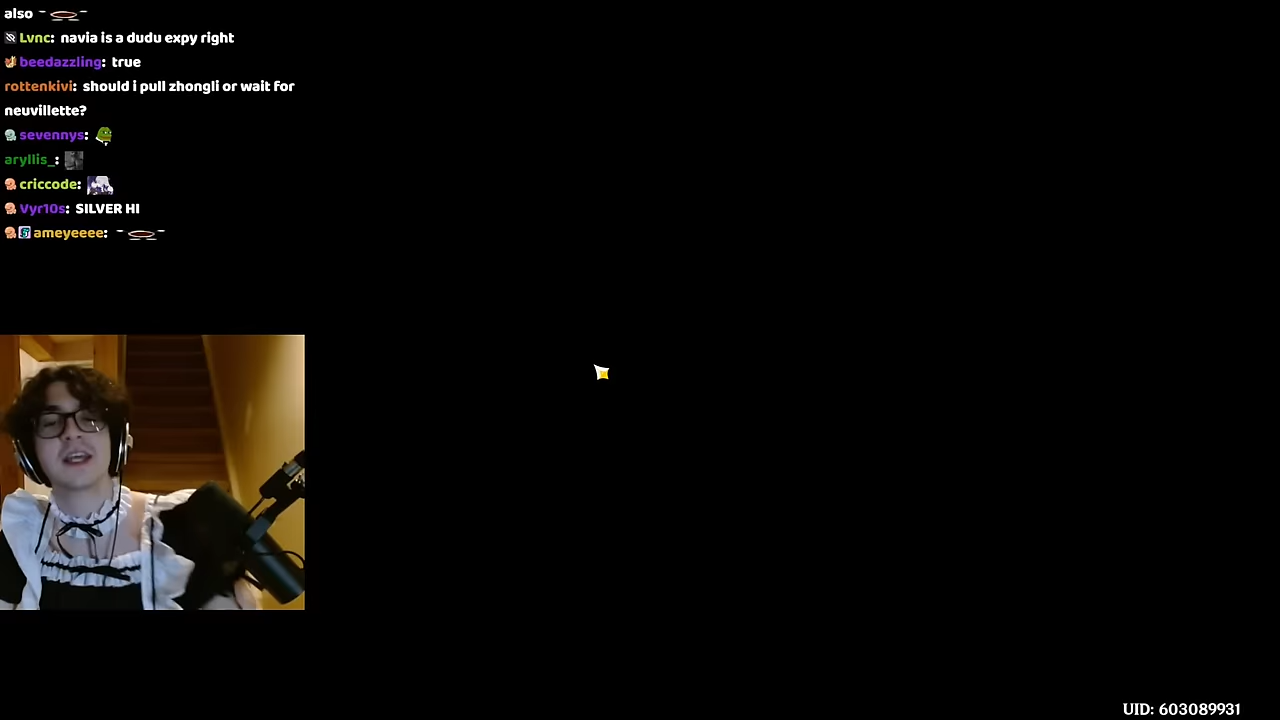 also
Lvnc: navia is a dudu expy right
beedazzling: true
rottenkivi: should i pull zhongli or wait for
neuvillette?
sevennys:
aryllis_:
criccode:
Vyr10s: SILVER HI
ameyeeee:
UID: 603089931